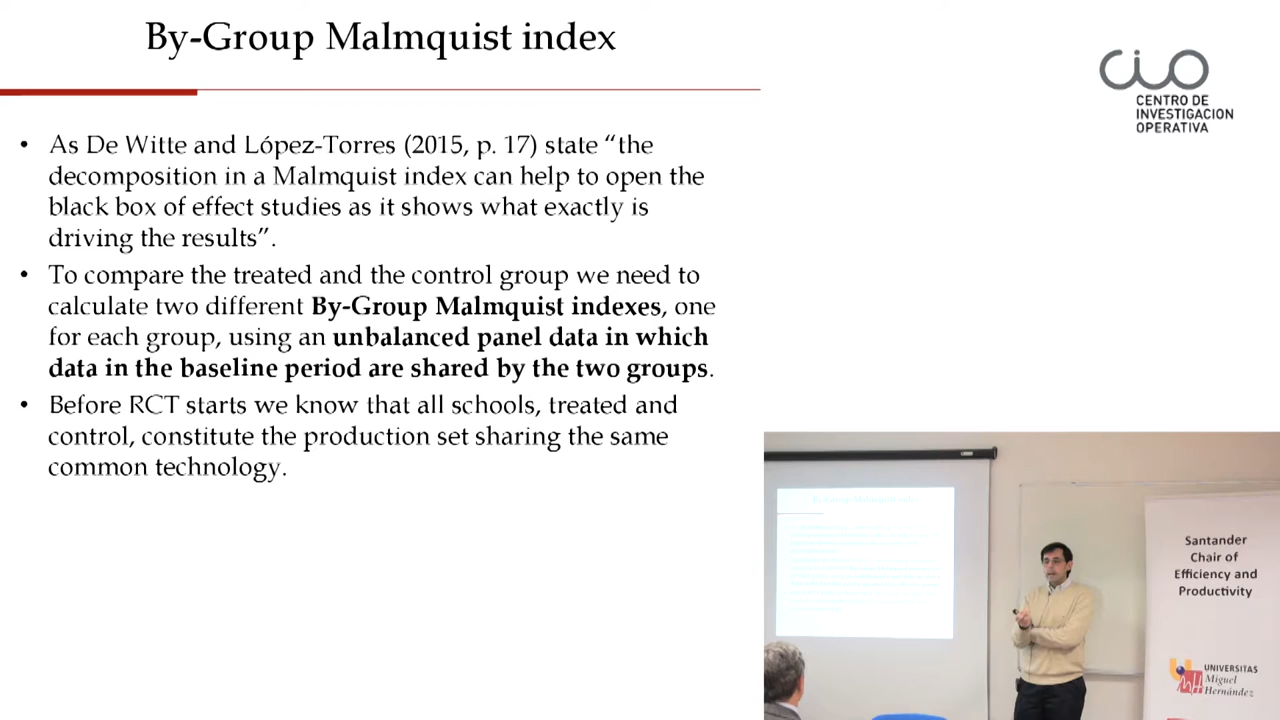 By-Group Malmquist index
CIO
CENTRO DE
INVESTIGACION
OPERATIVA
• As De Witte and López-Torres (2015, p. 17) state “the
decomposition in a Malmquist index can help to open the
black box of effect studies as it shows what exactly is
driving the results”.
• To compare the treated and the control group we need to
calculate two different By-Group Malmquist indexes, one
for each group, using an unbalanced panel data in which
data in the baseline period are shared by the two groups.
• Before RCT starts we know that all schools, treated and
control, constitute the production set sharing the same
common technology.
By-Group Malmquist index
Santander
Chair of
Efficiency and
Productivity
UNIVERSITAS
Miguel
Hernández